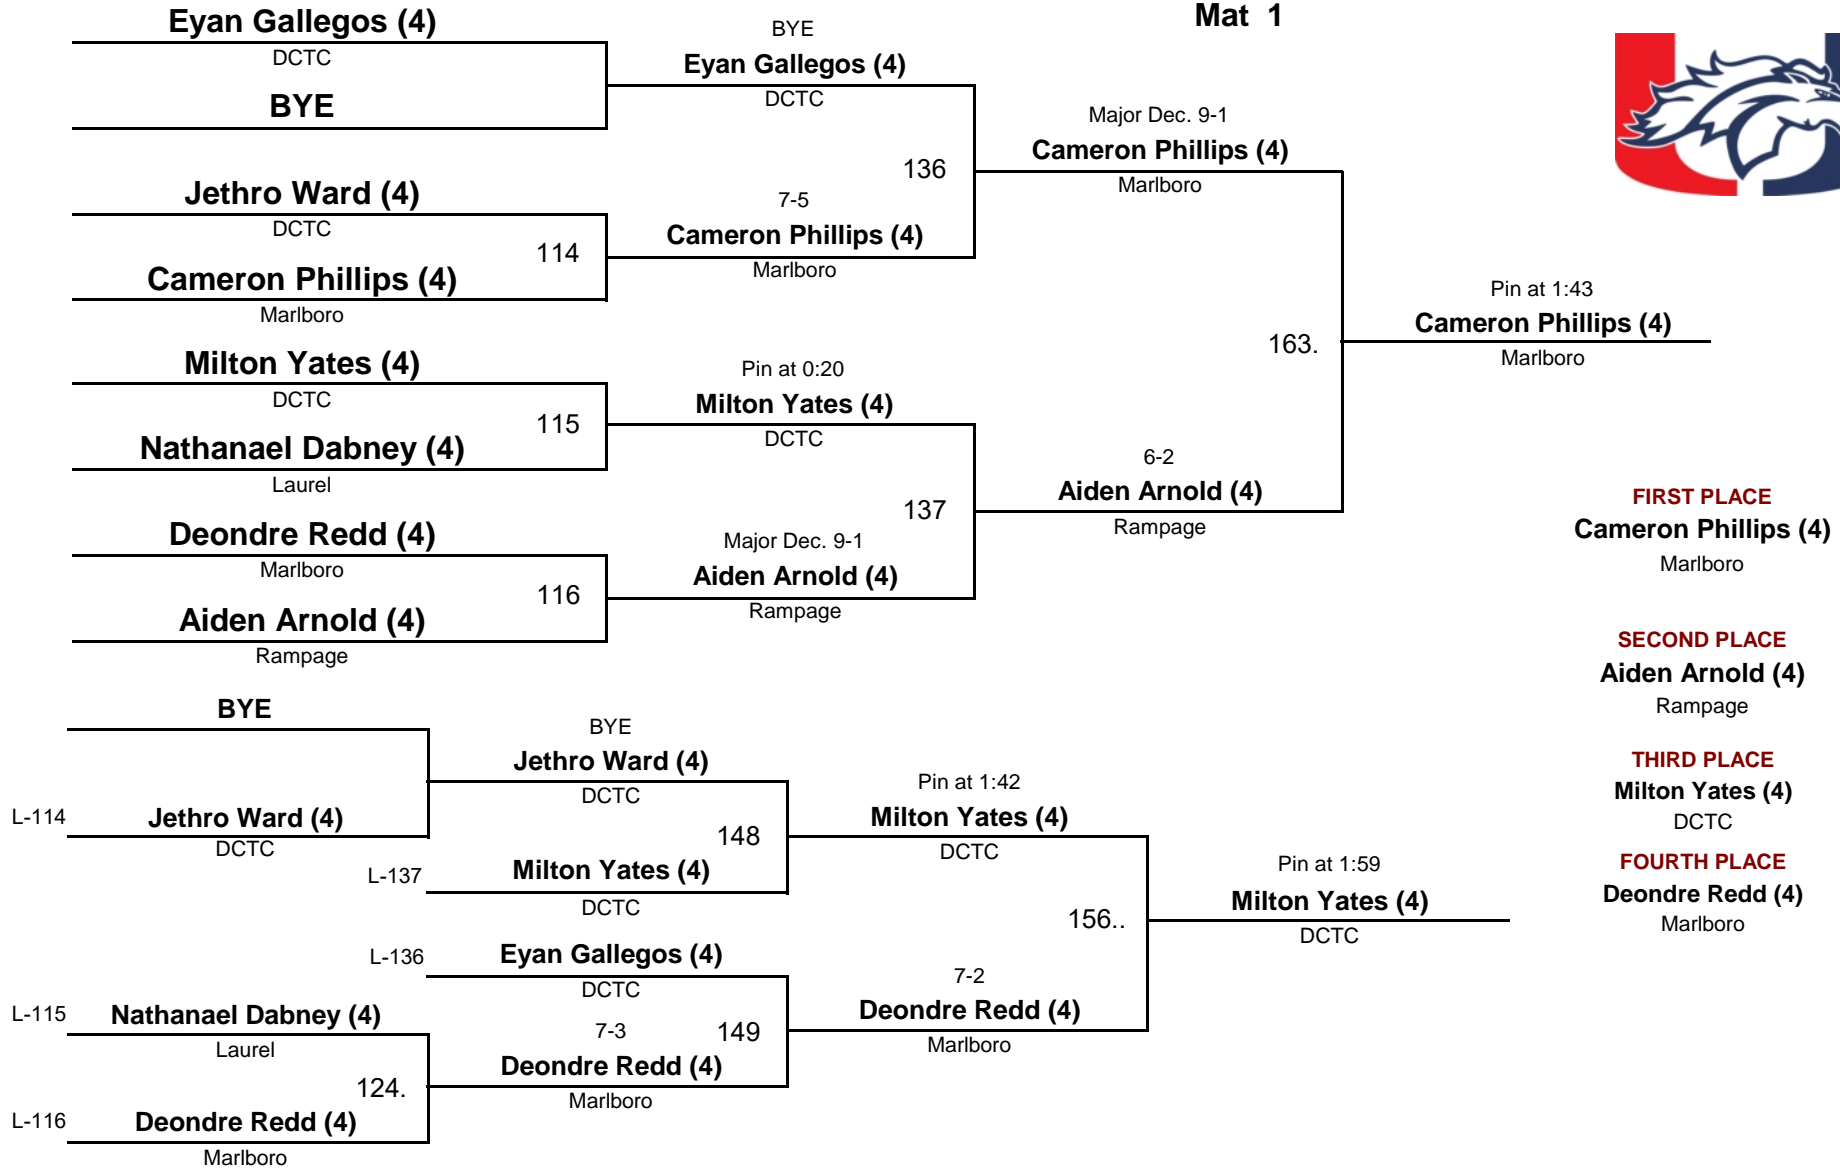 Mat 1
Eyan Gallegos (4)
DCTC
BYE
Jethro Ward (4)
DCTC
114
Cameron Phillips (4)
Marlboro
Milton Yates (4)
DCTC
115
Nathanael Dabney (4)
Laurel
Deondre Redd (4)
Marlboro
116
Aiden Arnold (4)
Rampage
BYE
Eyan Gallegos (4)
DCTC
136
7-5
Cameron Phillips (4)
Marlboro
Pin at 0:20
Milton Yates (4)
DCTC
137
Major Dec. 9-1
Aiden Arnold (4)
Rampage
Major Dec. 9-1
Cameron Phillips (4)
Marlboro
163.
6-2
Aiden Arnold (4)
Rampage
Pin at 1:43
Cameron Phillips (4)
Marlboro
FIRST PLACE
Cameron Phillips (4)
Marlboro
SECOND PLACE
Aiden Arnold (4)
Rampage
THIRD PLACE
Milton Yates (4)
DCTC
FOURTH PLACE
Deondre Redd (4)
Marlboro
BYE
L-114 Jethro Ward (4)
DCTC
L-115 Nathanael Dabney (4)
Laurel
124.
L-116 Deondre Redd (4)
Marlboro
BYE
Jethro Ward (4)
DCTC
148
L-137 Milton Yates (4)
DCTC
L-136 Eyan Gallegos (4)
DCTC
7-3 149
Deondre Redd (4)
Marlboro
Pin at 1:42
Milton Yates (4)
DCTC
156..
7-2
Deondre Redd (4)
Marlboro
Pin at 1:59
Milton Yates (4)
DCTC